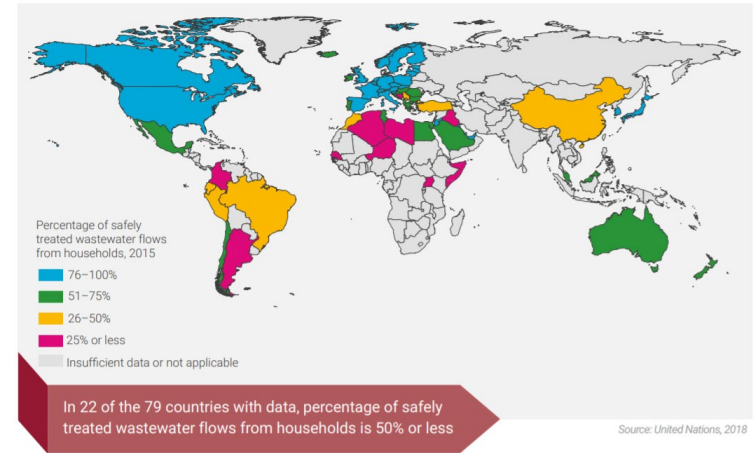 Percentage of safely
treated wastewater flows
from households, 2015
76–100%
51–75%
26–50%
25% or less
Insufficient data or not applicable
In 22 of the 79 countries with data, percentage of safely
treated wastewater flows from households is 50% or less
Source: United Nations, 2018